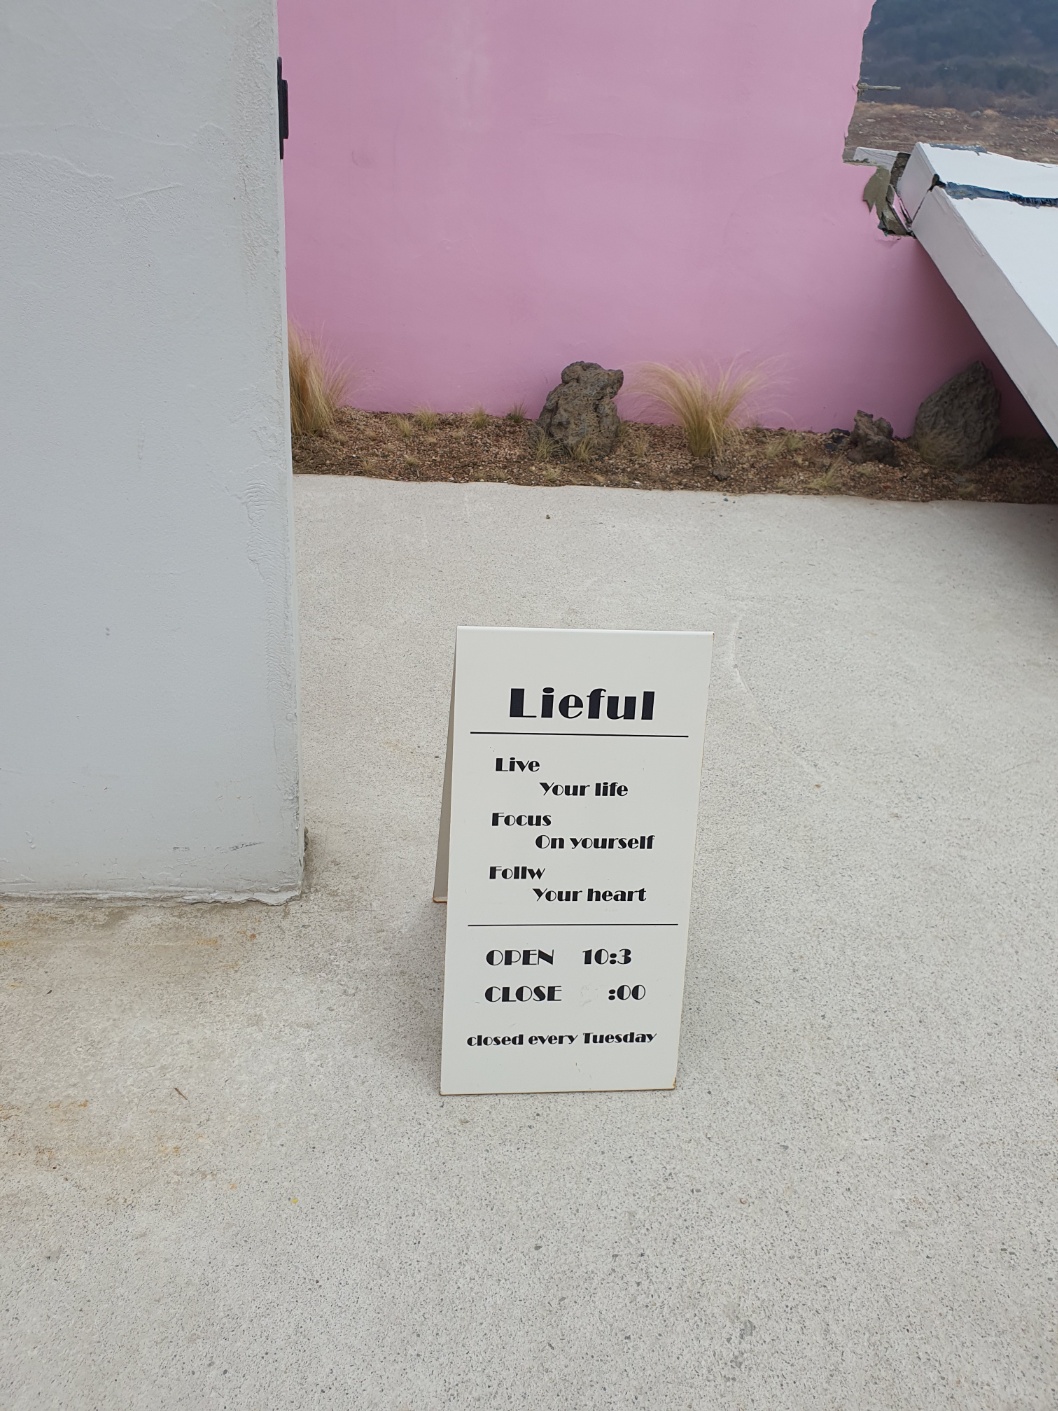 Lieful
Live
Your life
Focus
On yourself
Follw
Your heart
OPEN 10:3
CLOSE :00
closed every Tuesday